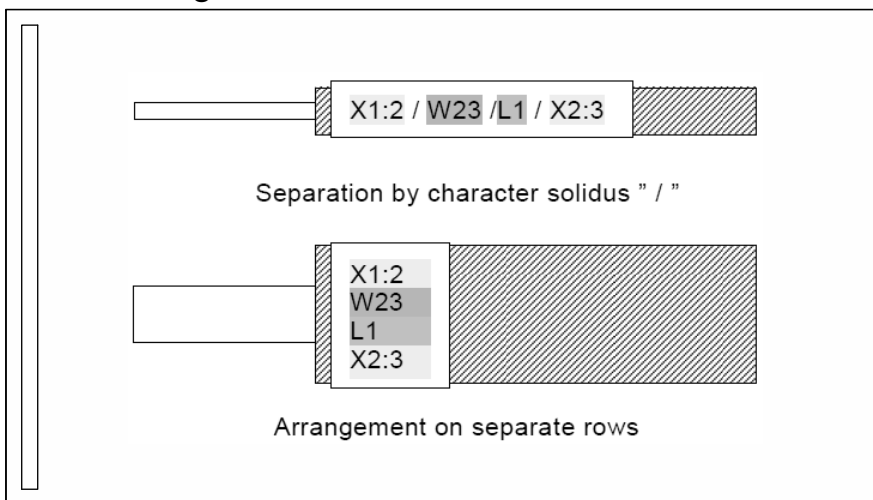 X1:2 / W23 /L1 / X2:3
Separation by character solidus ” / ”
X1:2
W23
L1
X2:3
Arrangement on separate rows